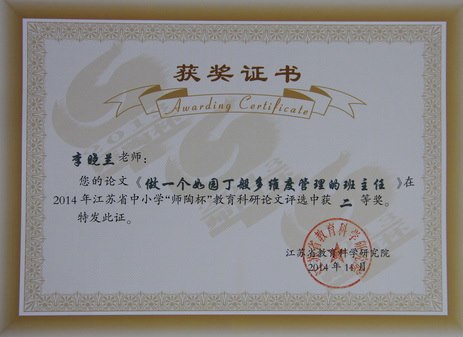 获奖证书
Awarding Certificate
李晓兰老师：
您的论文《做一个如园丁般多维度管理的班主任》在
2014年江苏省中小学“师陶杯”教育科研论文评选中获 二 等奖。
特发此证。
江苏省教育科学研究院
2014年11月